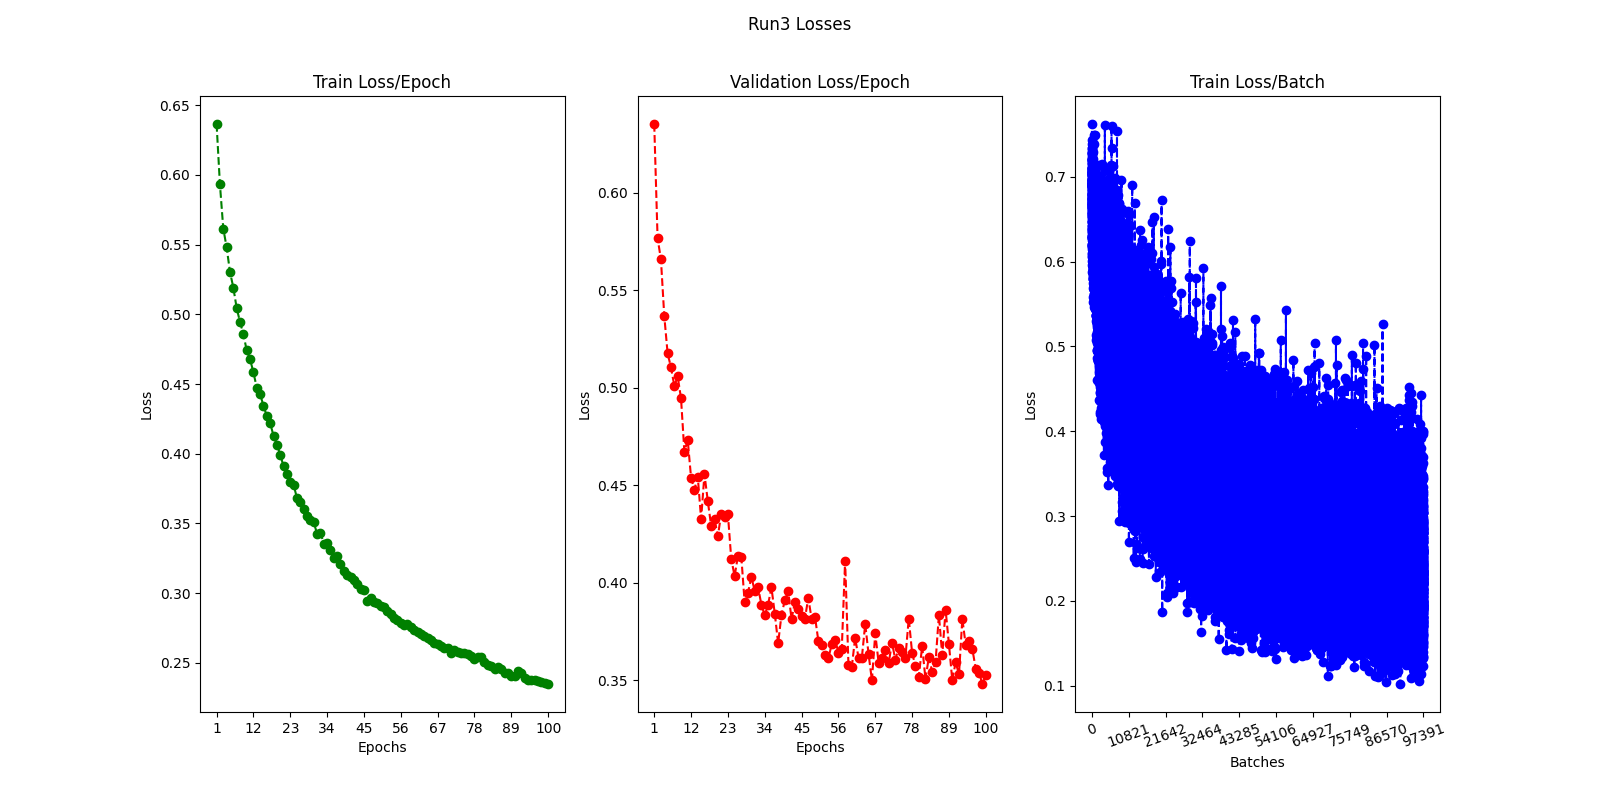 Run3 Losses
Train Loss/Epoch
0.65
0.60
0.55
0.50
0.45
0.40
0.35
0.30
0.25
Loss
1 12 23 34 45 56 67 78 89 100
Epochs
Validation Loss/Epoch
0.60
0.55
0.50
0.45
0.40
0.35
Loss
1 12 23 34 45 56 67 78 89 100
Epochs
Train Loss/Batch
0.7
0.6
0.5
0.4
0.3
0.2
0.1
Loss
0 10821 21642 32464 43285 54106 64927 75749 86570 97391
Batches